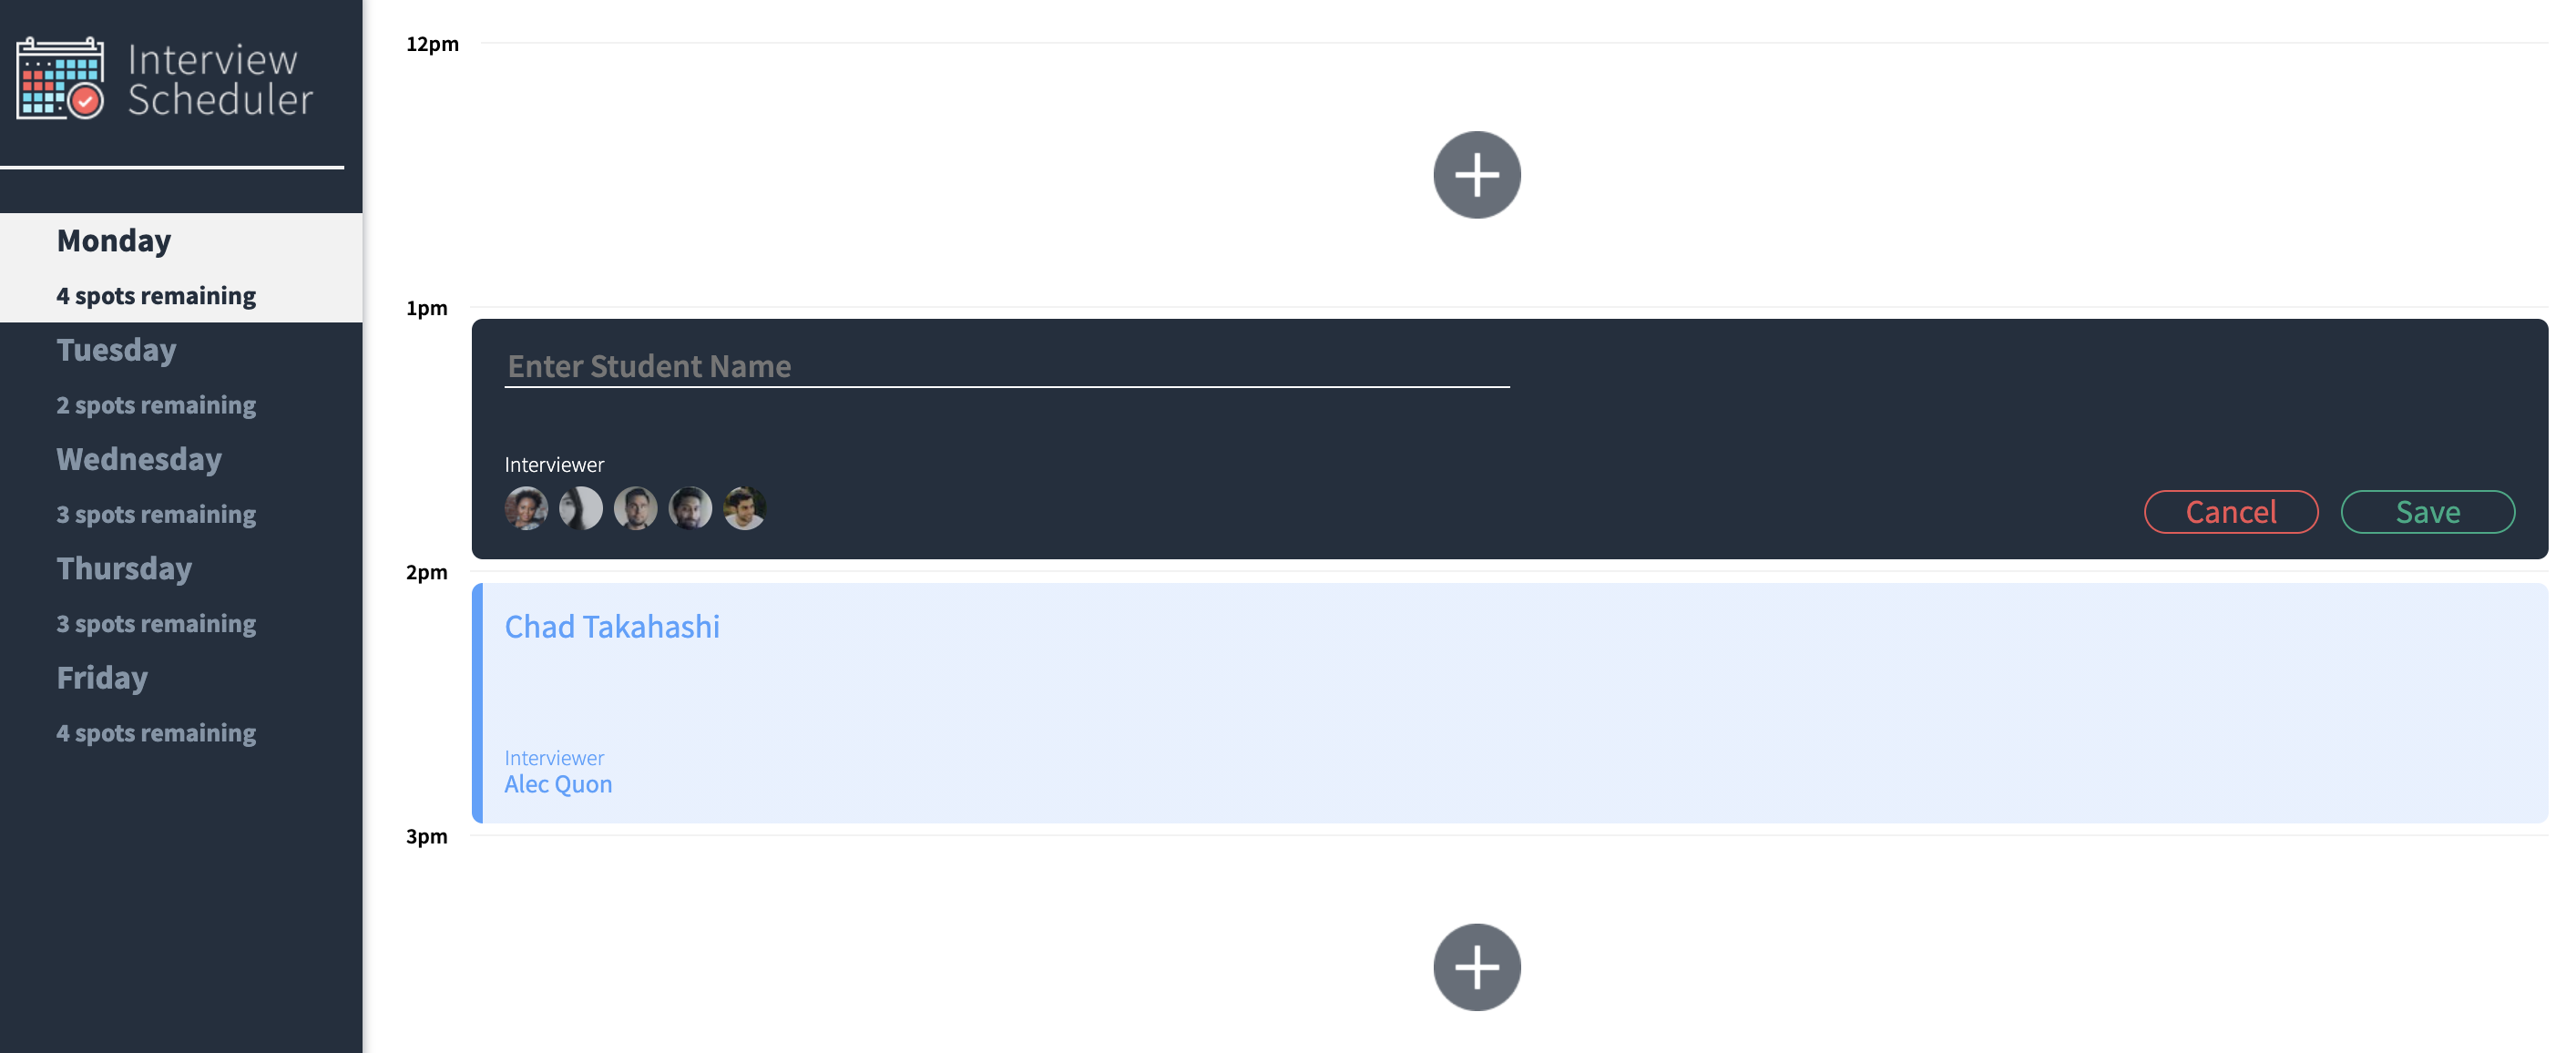 Interview
Scheduler
Monday
4 spots remaining
Tuesday
2 spots remaining
Wednesday
3 spots remaining
Thursday
3 spots remaining
Friday
4 spots remaining
12pm
1pm
Enter Student Name
Interviewer
Cancel Save
2pm
Chad Takahashi
Interviewer
Alec Quon
3pm